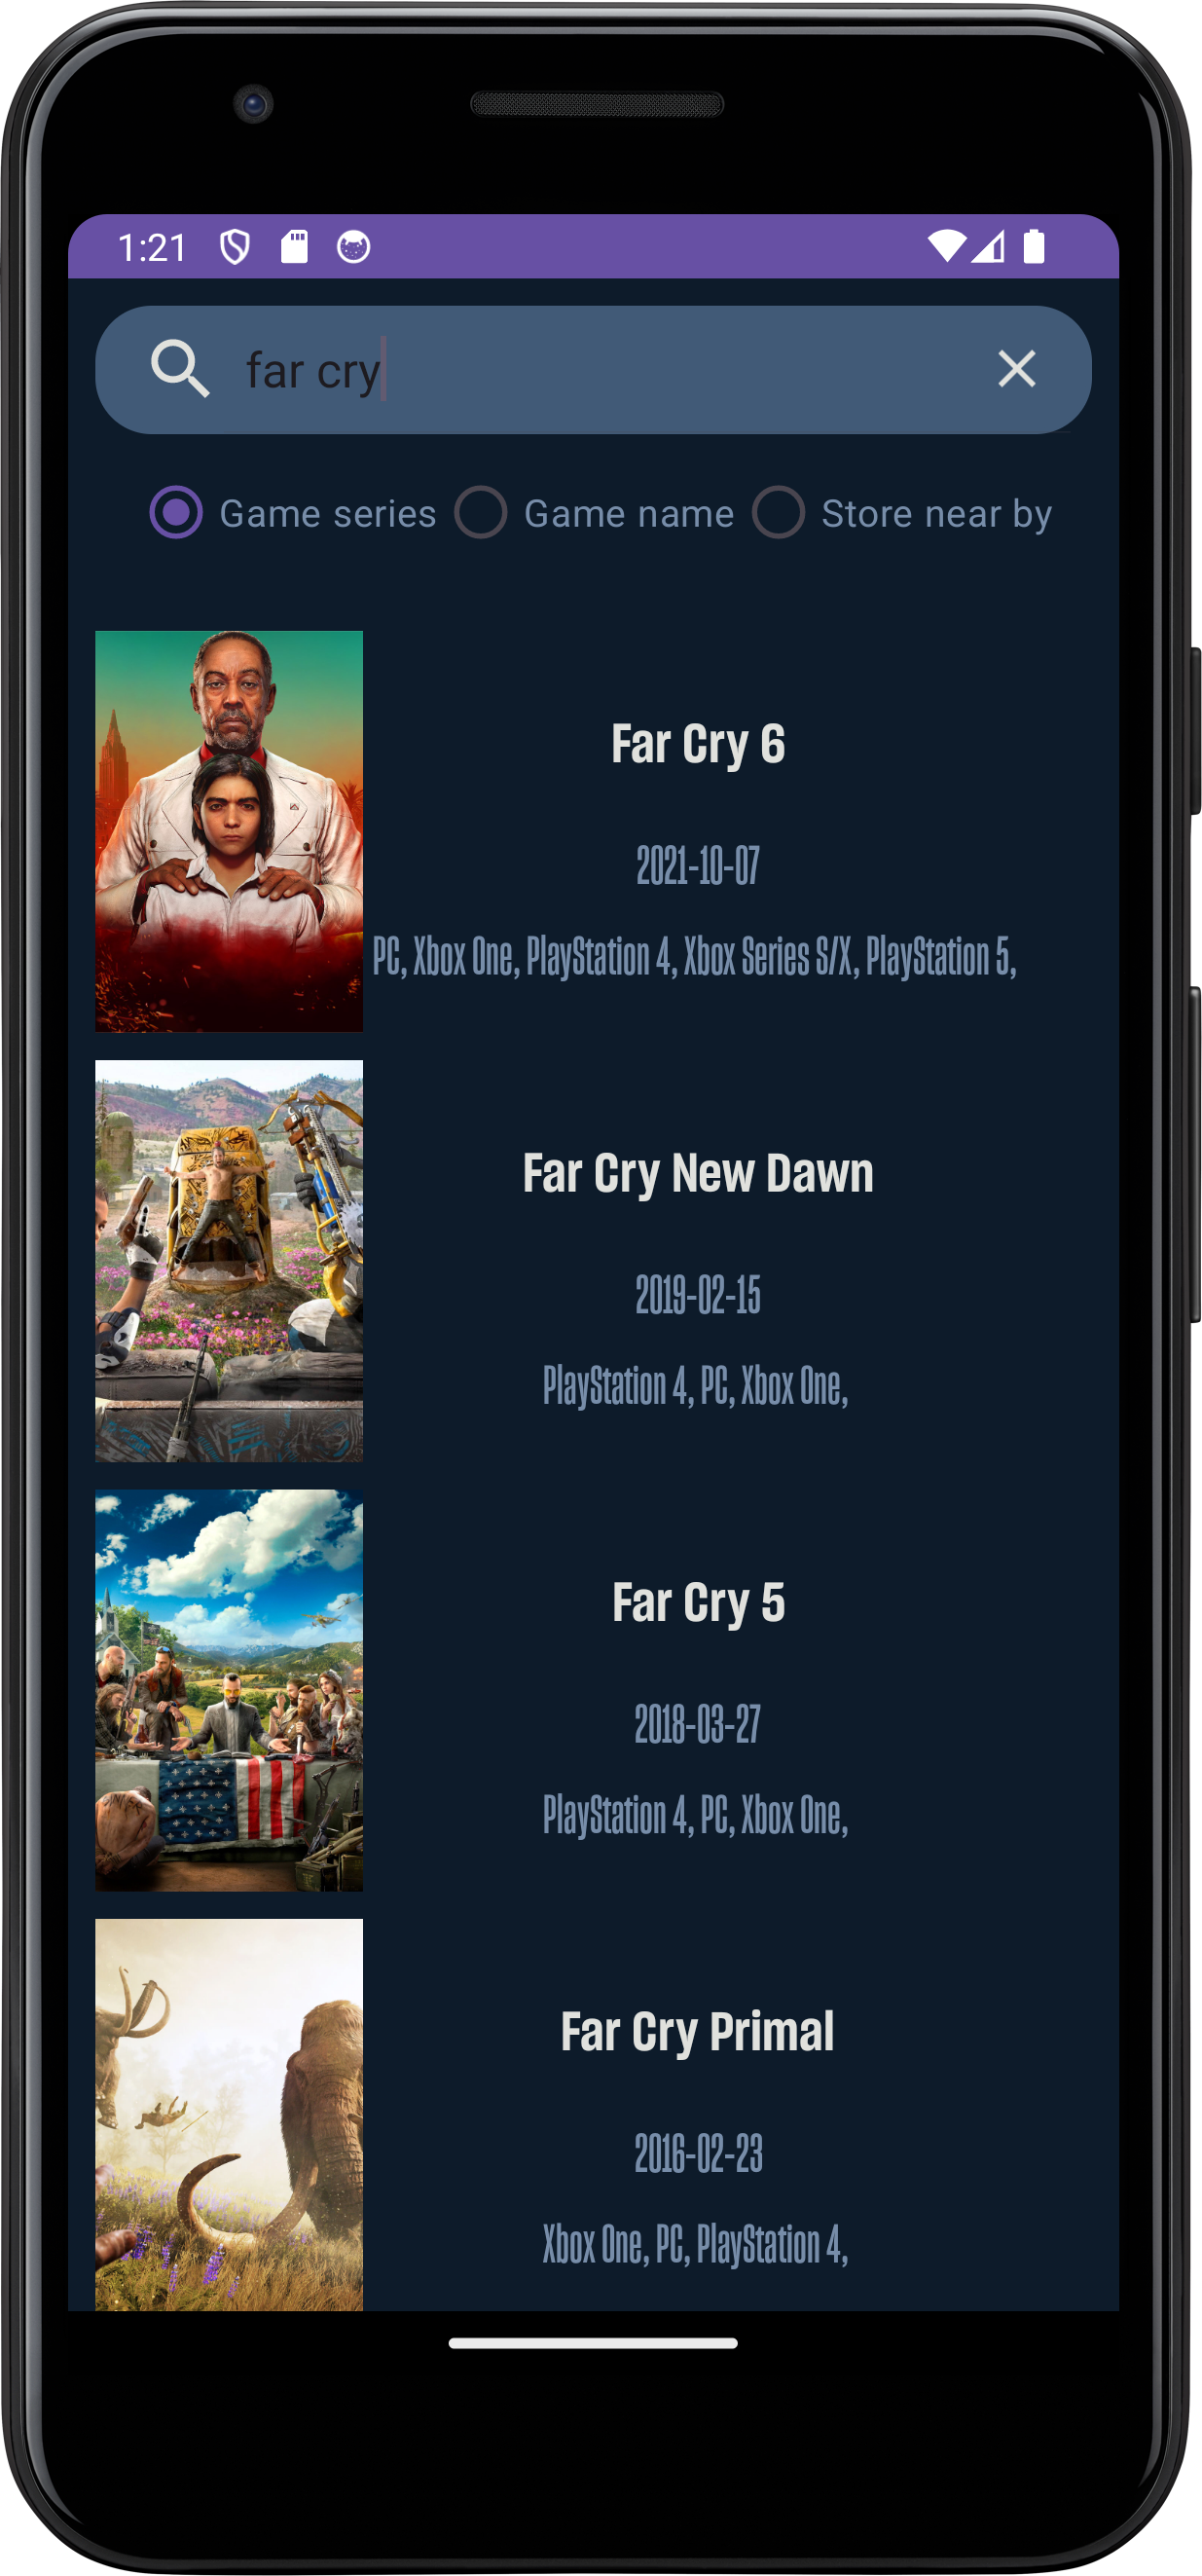 1:21
far cry
Game series Game name Store near by
Far Cry 6
2021-10-07
PC, Xbox One, PlayStation 4, Xbox Series S/X, PlayStation 5,
Far Cry New Dawn
2019-02-15
PlayStation 4, PC, Xbox One,
Far Cry 5
2018-03-27
PlayStation 4, PC, Xbox One,
Far Cry Primal
2016-02-23
Xbox One, PC, PlayStation 4,